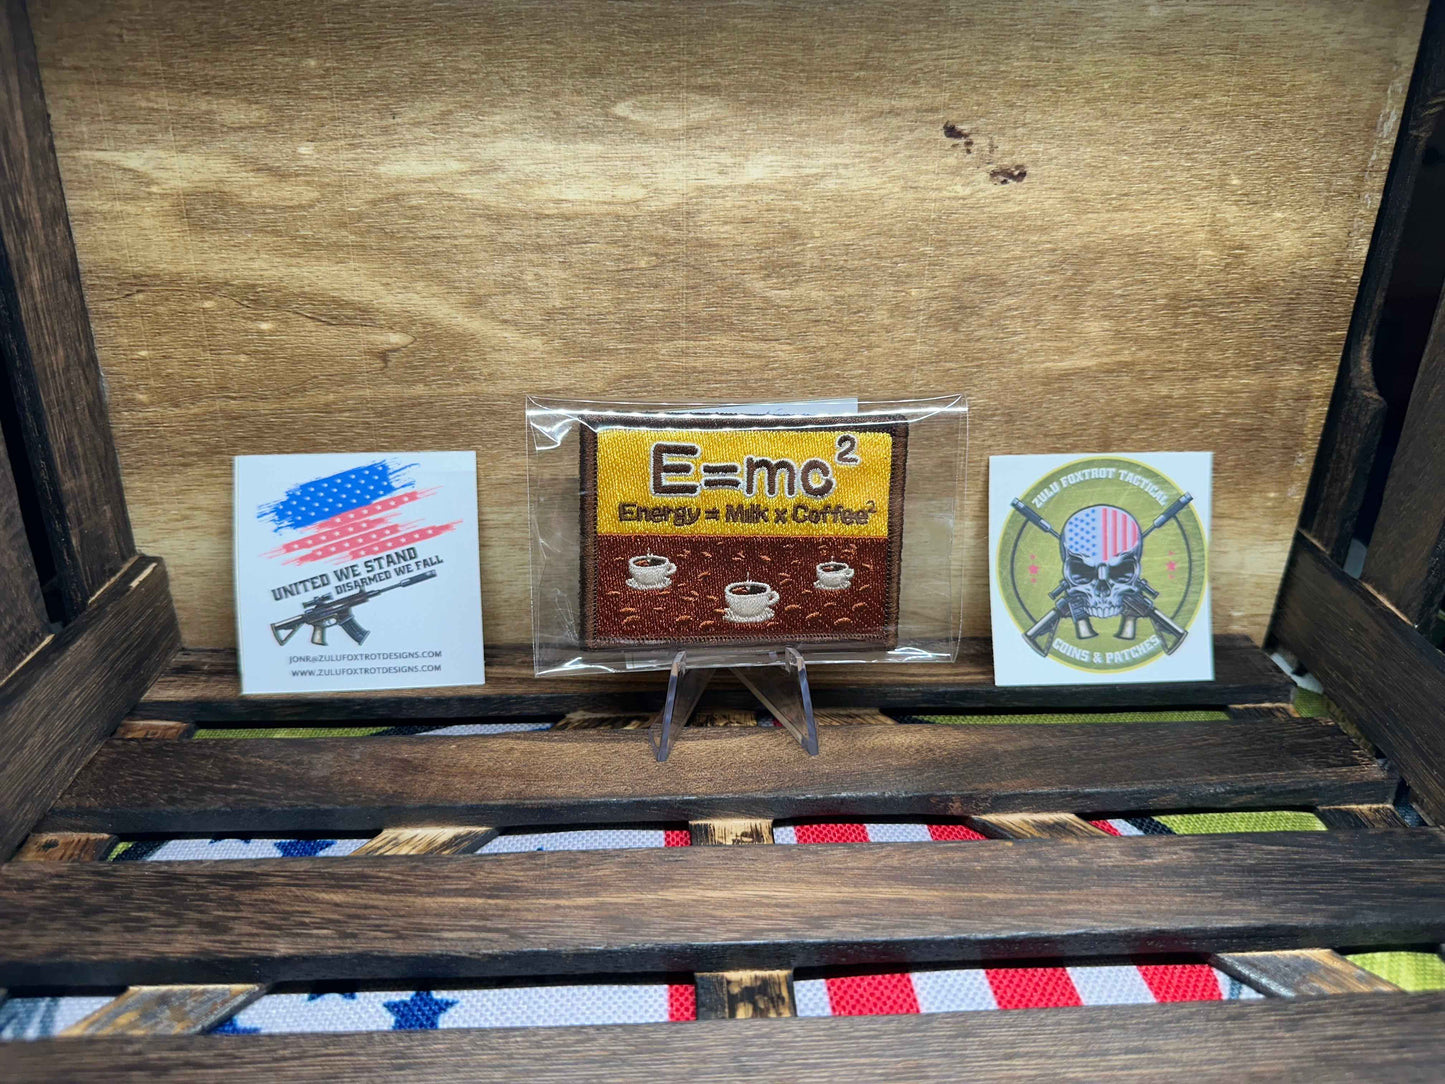 UNITED WE STAND
DISARMED WE FALL
JONR@ZULUFOXTROTDESIGNS.COM
WWW.ZULUFOXTROTDESIGNS.COM
E=mc²
Energy = Milk x Coffee²
ZULU FOXTROT TACTICAL
COINS & PATCHES